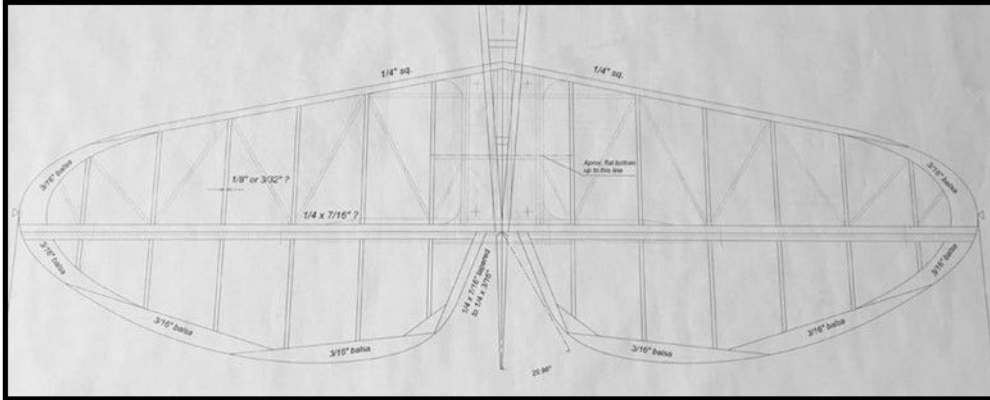 1/4" sq.
1/4" sq.
3/16" balsa
1/8" or 3/32" ?
Aprox. flat bottom
up to this line
3/16" balsa
1/4 x 7/16" ?
3/16" balsa
1/4 x 7/16" tapered
to 1/4 x 3/16"
3/16" balsa
3/16" balsa
3/16" balsa
3/16" balsa
3/16" balsa